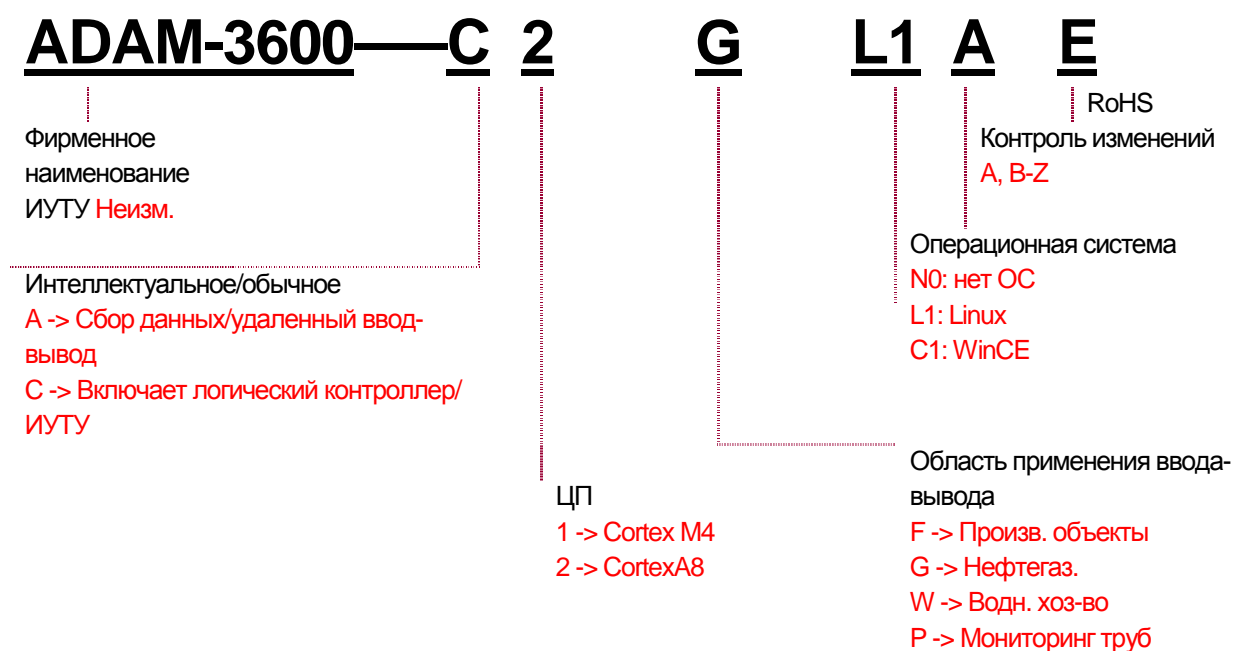 ADAM-3600——C 2 G L1 A E
RoHS
Фирменное
наименование
ИУТУ Неизм.
Контроль изменений
A, B-Z
Операционная система
N0: нет ОС
L1: Linux
C1: WinCE
Интеллектуальное/обычное
A -> Сбор данных/удаленный ввод-
вывод
C -> Включает логический контроллер/
ИУТУ
ЦП
1 -> Cortex M4
2 -> CortexA8
Область применения ввода-
вывода
F -> Произв. объекты
G -> Нефтегаз.
W -> Водн. хоз-во
P -> Мониторинг труб